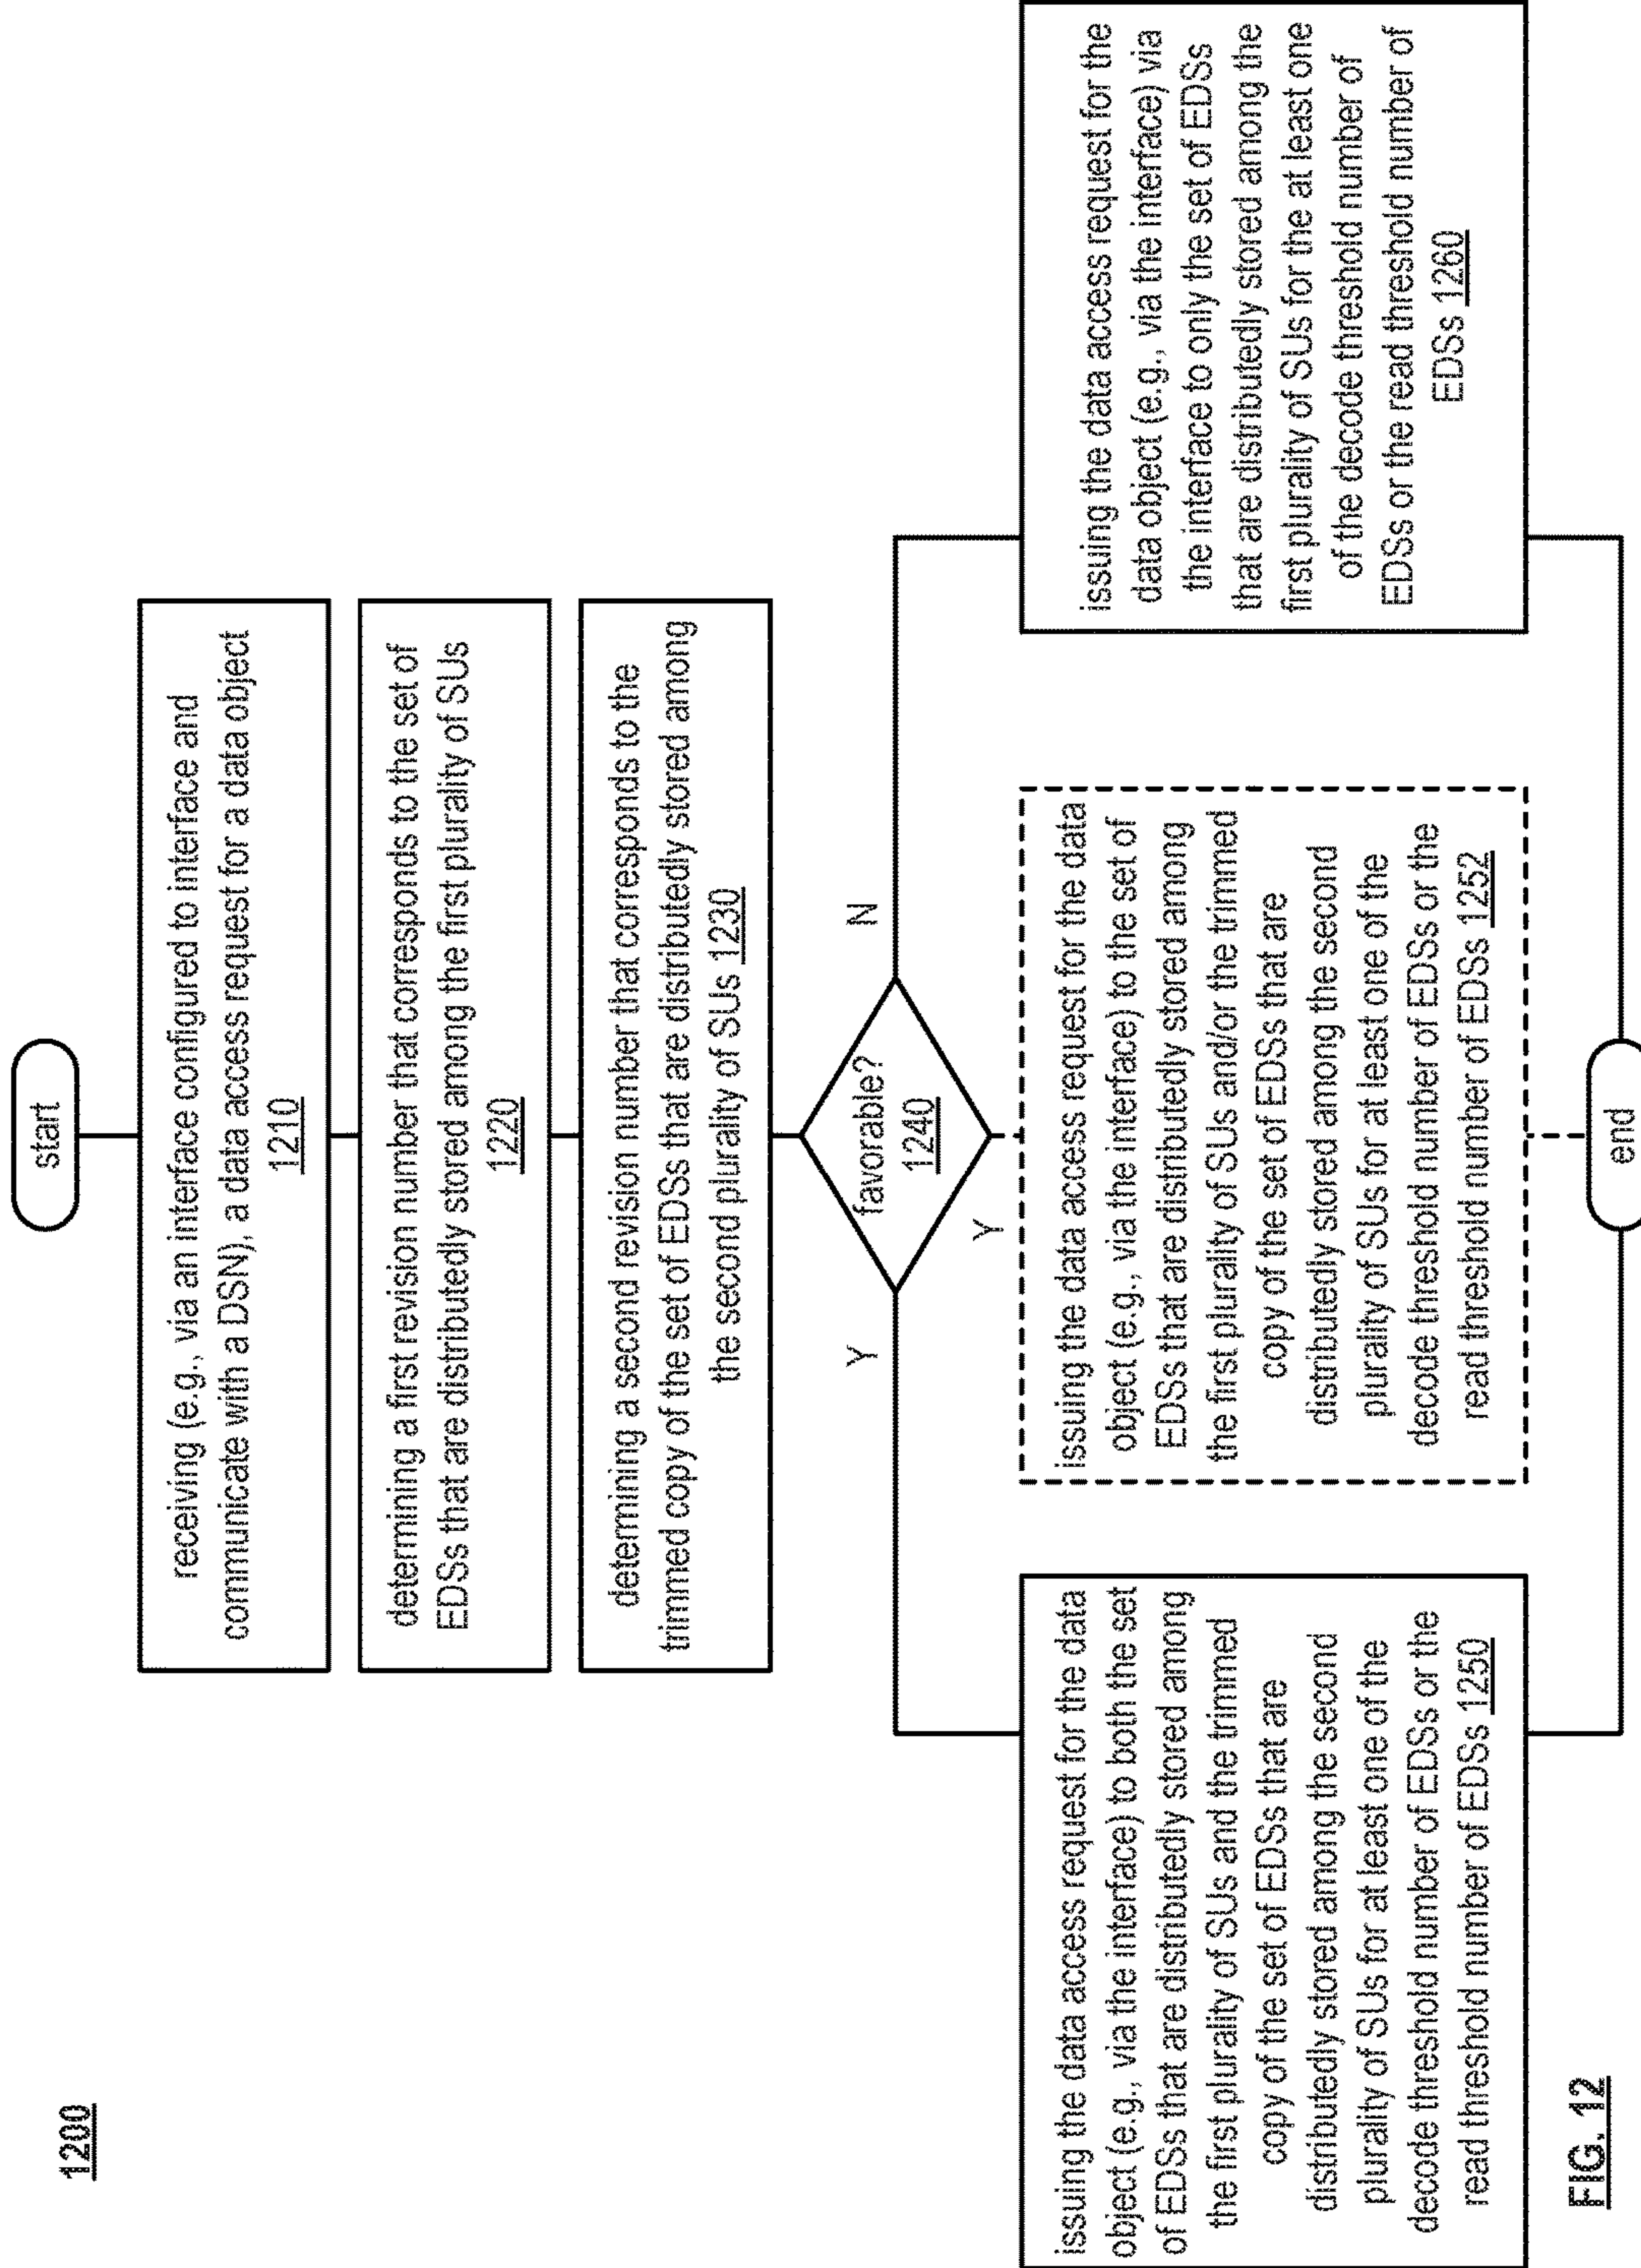 1200
start
receiving (e.g., via an interface configured to interface and
communicate with a DSN), a data access request for a data object
1210
determining a first revision number that corresponds to the set of
EDSs that are distributedly stored among the first plurality of SUs
1220
determining a second revision number that corresponds to the
trimmed copy of the set of EDSs that are distributedly stored among
the second plurality of SUs 1230
favorable?
1240
Y
Y
N
issuing the data access request for the data
object (e.g., via the interface) to both the set
of EDSs that are distributedly stored among
the first plurality of SUs and the trimmed
copy of the set of EDSs that are
distributedly stored among the second
plurality of SUs for at least one of the
decode threshold number of EDSs or the
read threshold number of EDSs 1250
issuing the data access request for the data
object (e.g., via the interface) to the set of
EDSs that are distributedly stored among
the first plurality of SUs and/or the trimmed
copy of the set of EDSs that are
distributedly stored among the second
plurality of SUs for at least one of the
decode threshold number of EDSs or the
read threshold number of EDSs 1252
issuing the data access request for the
data object (e.g., via the interface) via
the interface to only the set of EDSs
that are distributedly stored among the
first plurality of SUs for the at least one
of the decode threshold number of
EDSs or the read threshold number of
EDSs 1260
end
FIG. 12